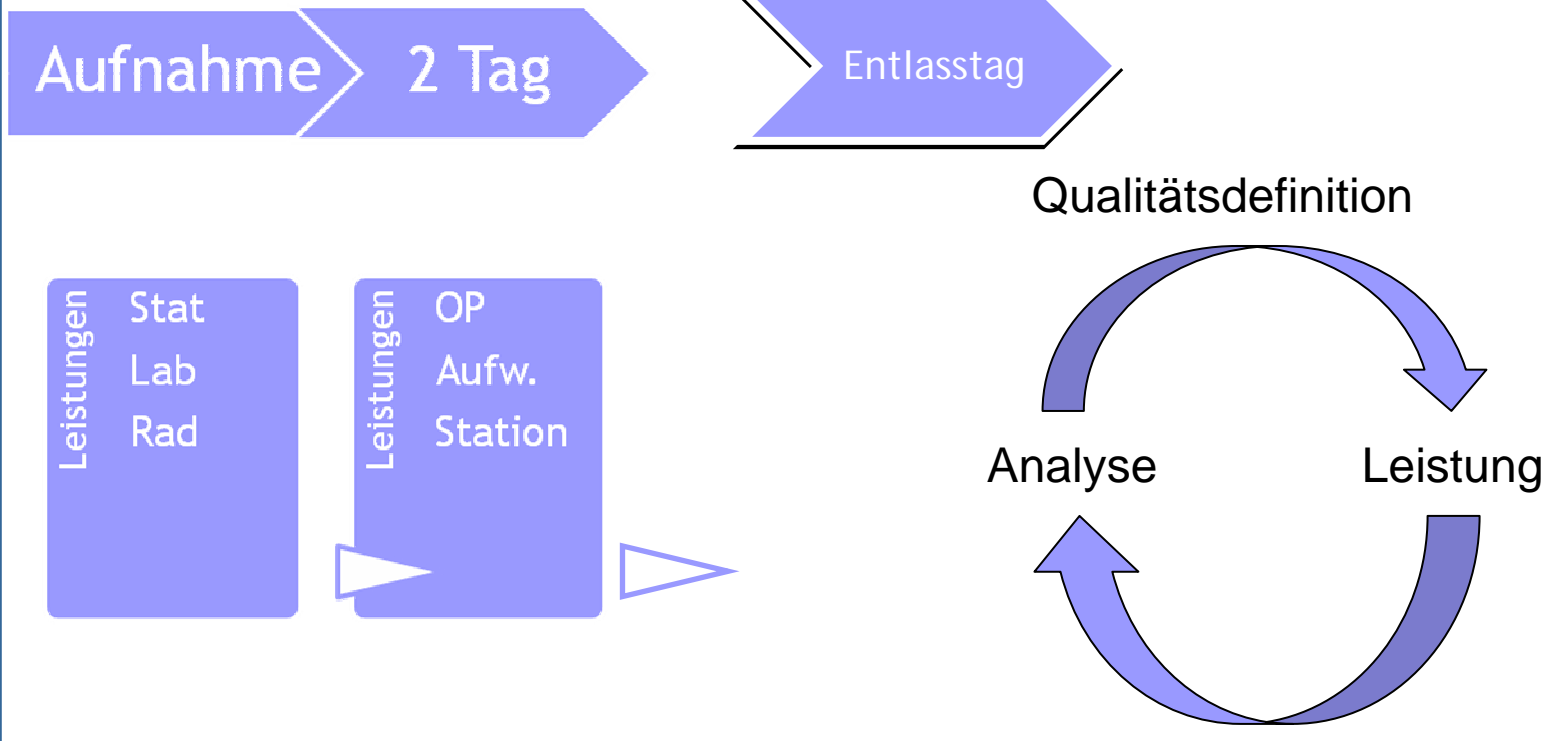 Aufnahme
2 Tag
Entlasstag
Qualitätsdefinition
Leistungen
Stat
Lab
Rad
Leistungen
OP
Aufw.
Station
Analyse
Leistung